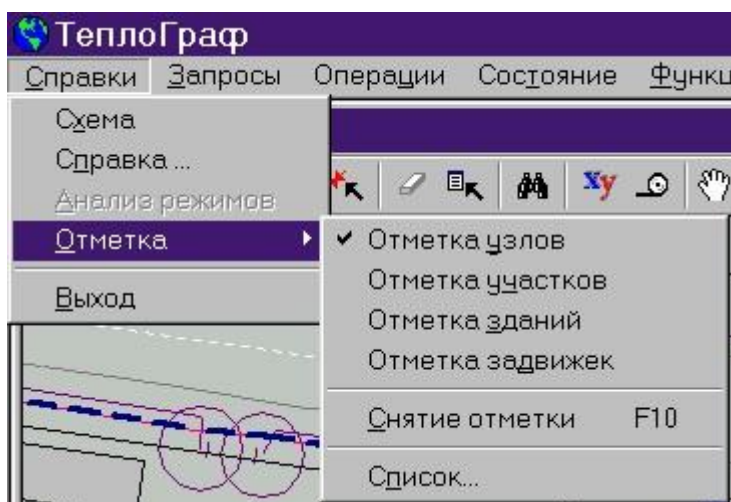 ТеплоГраф
Справки Запросы Операции Состояние
Схема
Справка ...
Анализ режимов
Отметка
Выход
xy
Отметка узлов
Отметка участков
Отметка зданий
Отметка задвижек
Снятие отметки F10
Список...